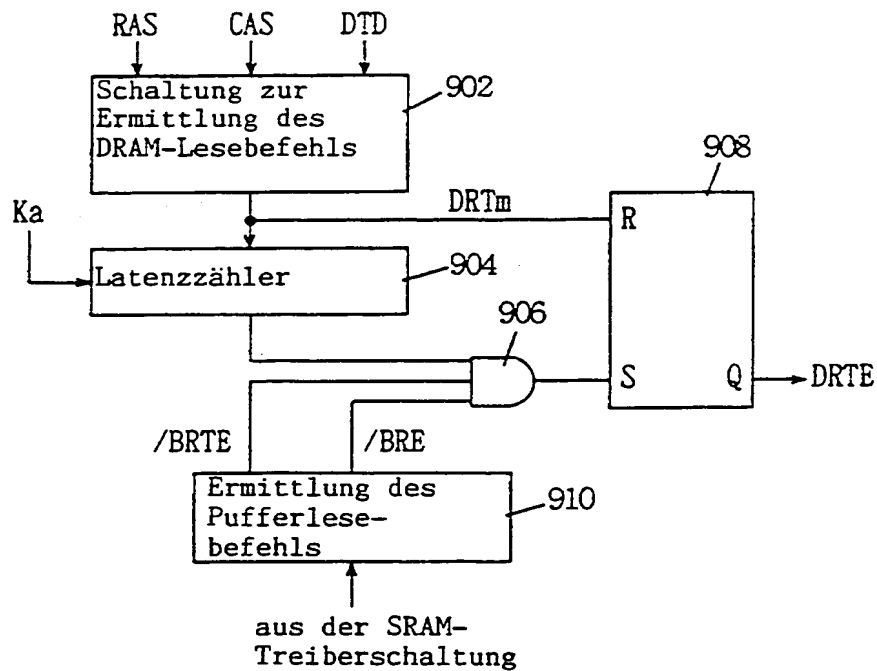 RAS CAS DTD
Schaltung zur
Ermittlung des
DRAM-Lesebefehls
902
908
Ka
DRTm
R
Latenzzähler
904
906
S Q DRTE
/BRTE /BRE
Ermittlung des
Pufferlese-
befehls
910
aus der SRAM-
Treiberschaltung